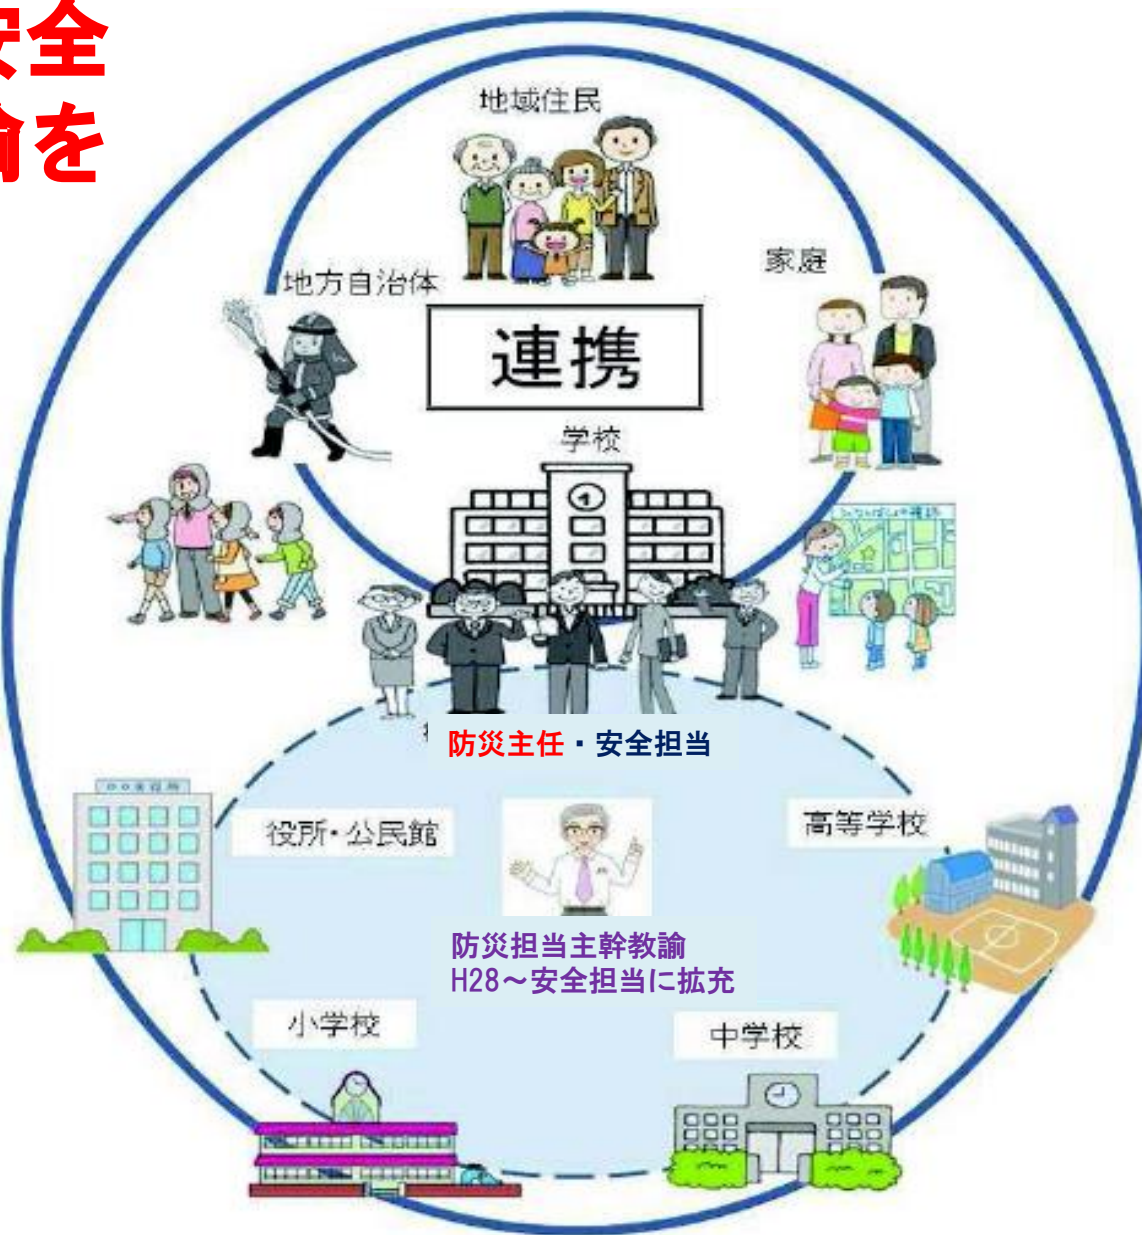 安全
諭を
地域住民
家庭
地方自治体
連携
学校
防災主任・安全担当
役所・公民館
高等学校
防災担当主幹教諭
H28～安全担当に拡充
小学校
中学校